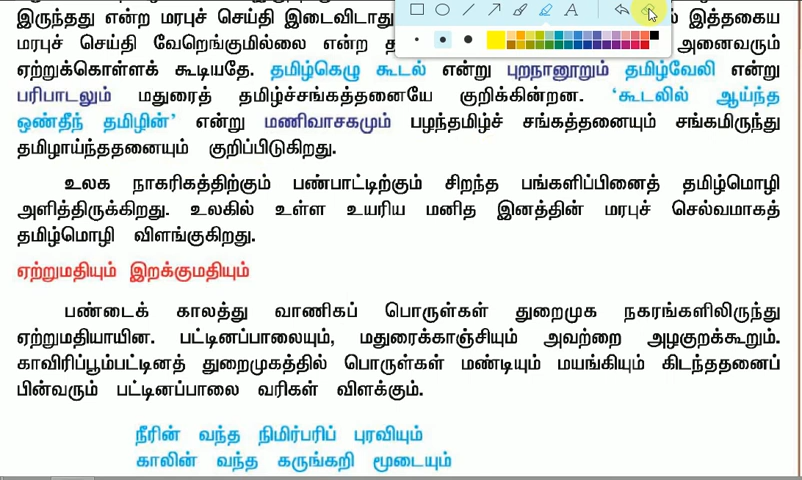 இருந்தது என்ற மரபுச் செய்தி இடைவிடாது இத்தகைய
மரபுச் செய்தி வேறெங்குமில்லை என்ற அனைவரும்
ஏற்றுக்கொள்ளக் கூடியதே. தமிழ்கெழு கூடல் என்று புறநானூறும் தமிழ்வேலி என்று
பரிபாடலும் மதுரைத் தமிழ்ச்சங்கத்தனையே குறிக்கின்றன. ‘கூடலில் ஆய்ந்த
ஒண்தீந் தமிழின்’ என்று மணிவாசகமும் பழந்தமிழ்ச் சங்கத்தனையும் சங்கமிருந்து
தமிழாய்ந்ததனையும் குறிப்பிடுகிறது.
உலக நாகரிகத்திற்கும் பண்பாட்டிற்கும் சிறந்த பங்களிப்பினைத் தமிழ்மொழி
அளித்திருக்கிறது. உலகில் உள்ள உயரிய மனித இனத்தின் மரபுச் செல்வமாகத்
தமிழ்மொழி விளங்குகிறது.
ஏற்றுமதியும் இறக்குமதியும்
பண்டைக் காலத்து வாணிகப் பொருள்கள் துறைமுக நகரங்களிலிருந்து
ஏற்றுமதியாயின. பட்டினப்பாலையும், மதுரைக்காஞ்சியும் அவற்றை அழகுறக்கூறும்.
காவிரிப்பூம்பட்டினத் துறைமுகத்தில் பொருள்கள் மண்டியும் மயங்கியும் கிடந்ததனைப்
பின்வரும் பட்டினப்பாலை வரிகள் விளக்கும்.
நீரின் வந்த நிமிர்பரிப் புரவியும்
காலின் வந்த கருங்கறி மூடையும்